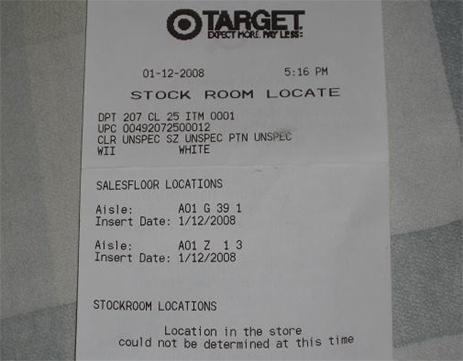 TARGET.
EXPECT MORE. PAY LESS:
01-12-2008 5:16 PM
STOCK ROOM LOCATE
DPT 207 CL 25 ITM 0001
UPC 00492072500012
CLR UNSPEC SZ UNSPEC PTN UNSPEC
WII WHITE
SALESFLOOR LOCATIONS
Aisle: A01 G 39 1
Insert Date: 1/12/2008
Aisle: A01 Z 1 3
Insert Date: 1/12/2008
STOCKROOM LOCATIONS
Location in the store
could not be determined at this time